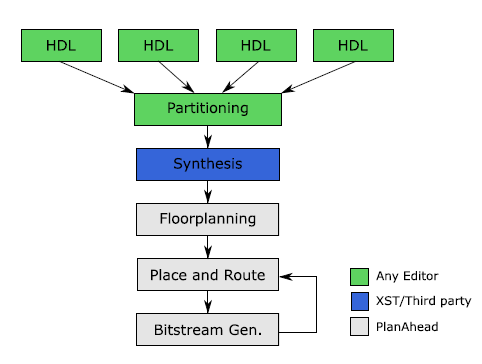 HDL HDL HDL HDL
Partitioning
Synthesis
Floorplanning
Place and Route
Bitstream Gen.
Any Editor
XST/Third party
PlanAhead